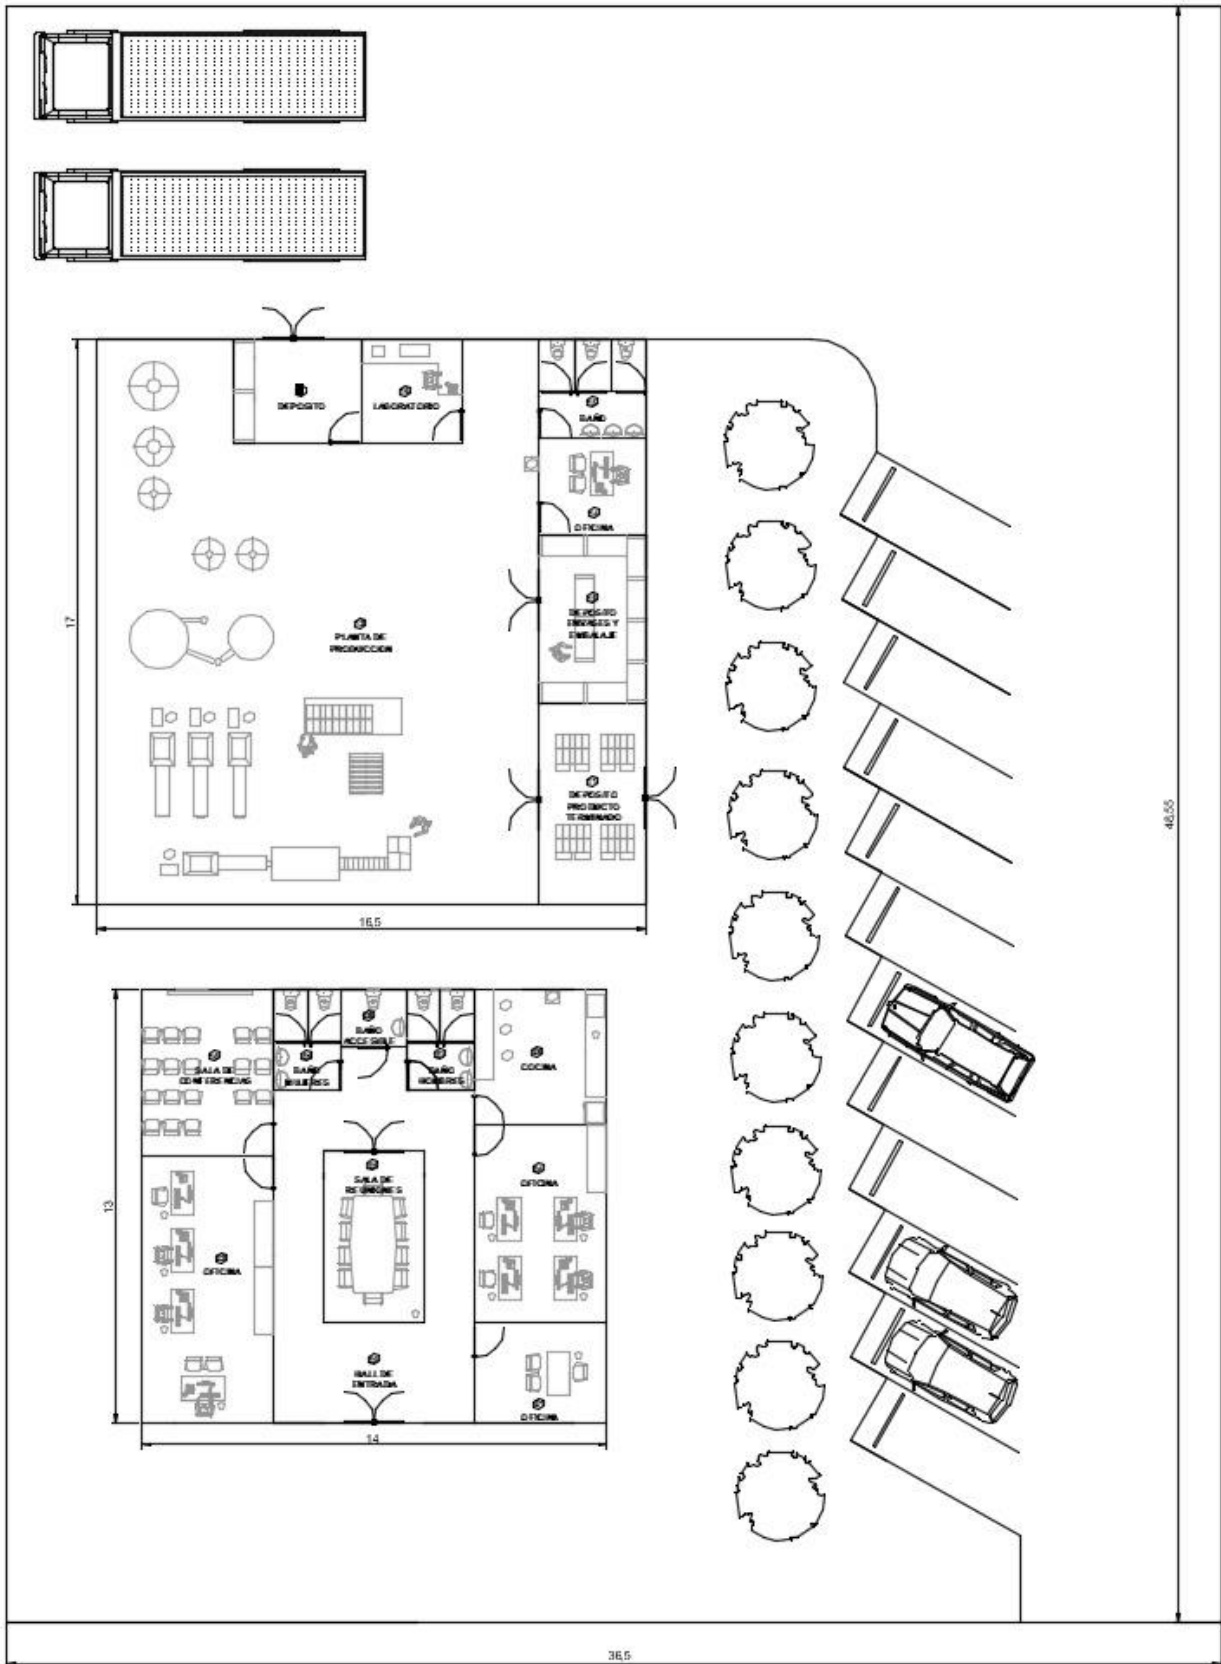 DEPOSITO
LABORATORIO
BAÑO
OFICINA
DEPOSITO
ENVASES Y
EMBALAJE
PLANTA DE
PRODUCCION
17
DEPOSITO
PRODUCTO
TERMINADO
48,55
16,5
BAÑO
ACCESIBLE
SALA DE
CONFERENCIAS
BAÑO
MUJERES
BAÑO
HOMBRES
COCINA
SALA DE
REUNIONES
OFICINA
13
OFICINA
HALL DE
ENTRADA
OFICINA
14
36,5